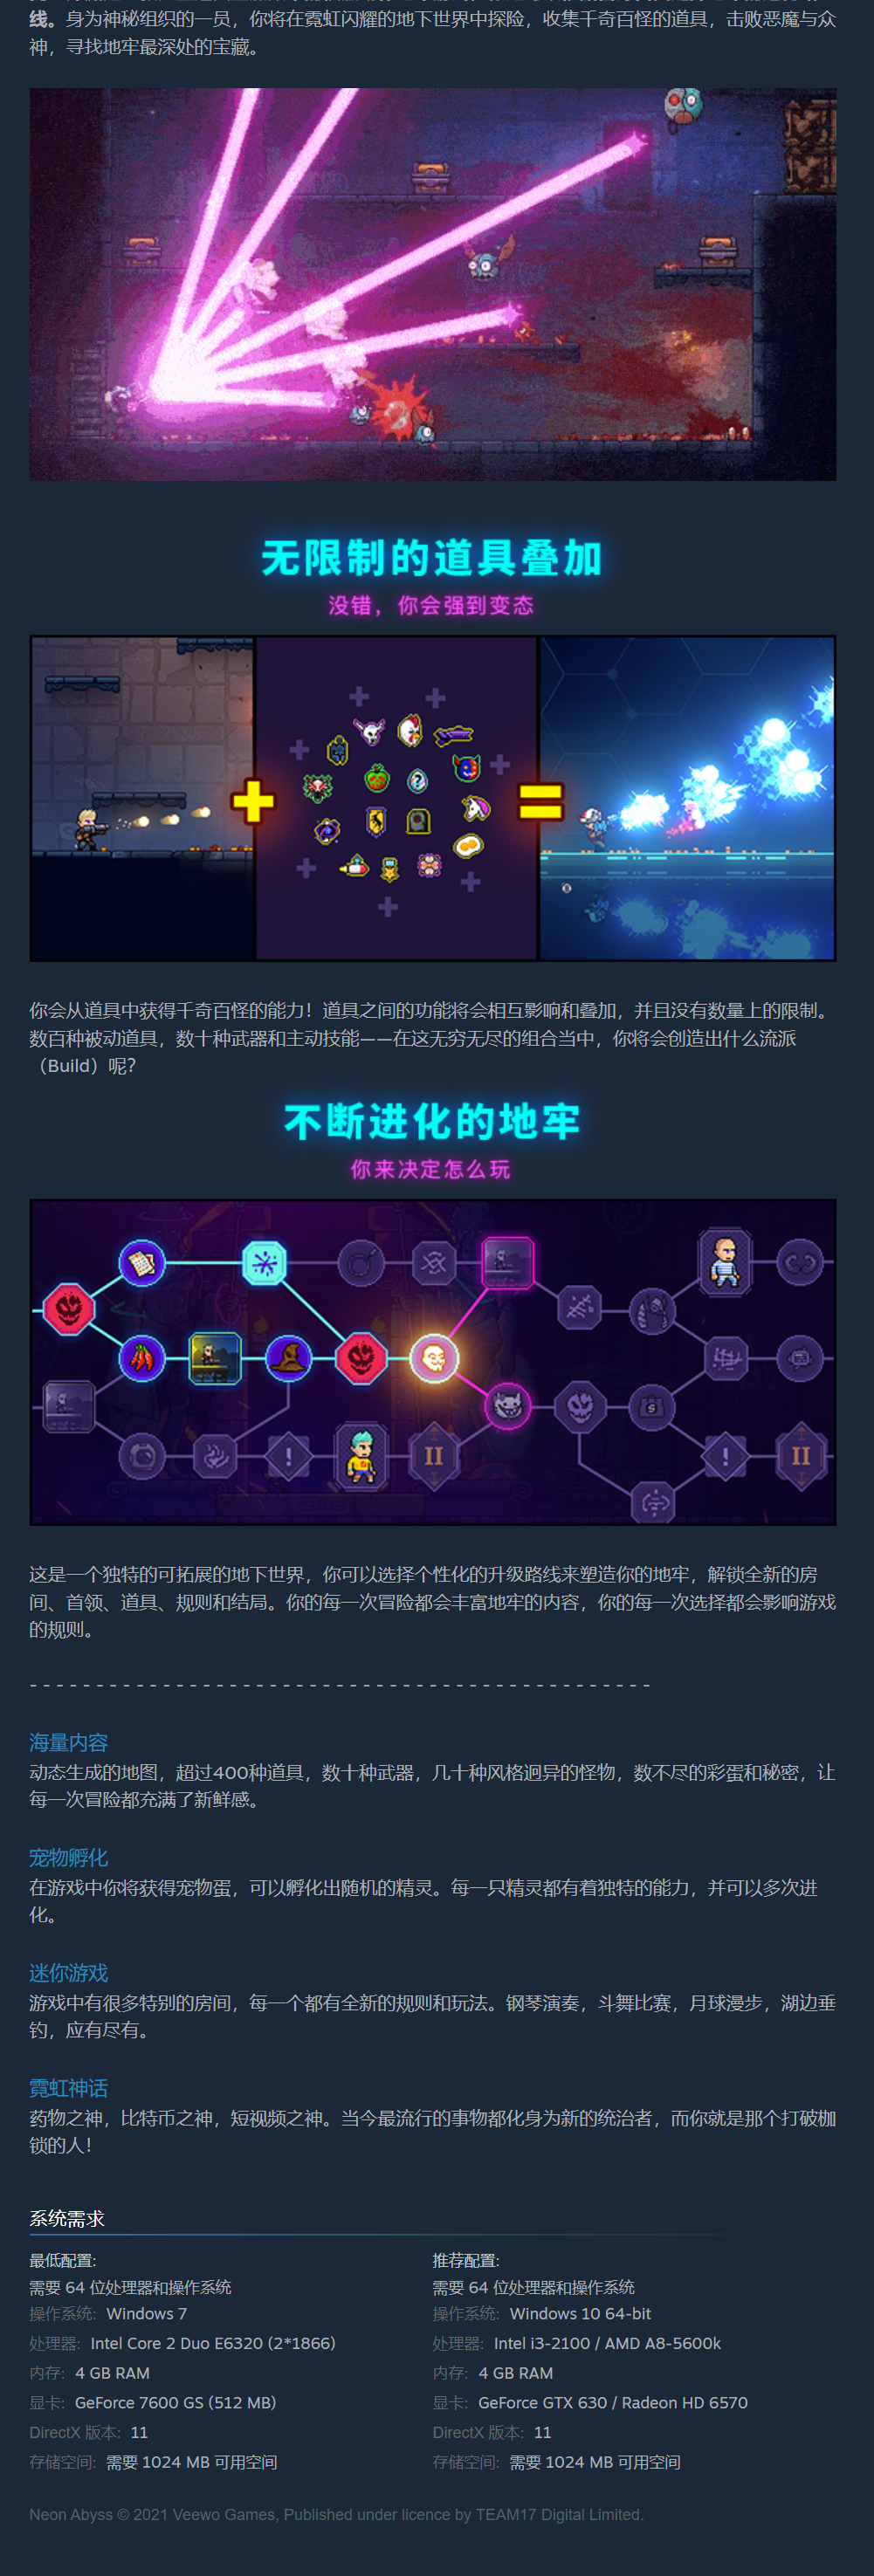 线。身为神秘组织的一员，你将在霓虹闪耀的地下世界中探险，收集千奇百怪的道具，击败恶魔与众
神，寻找地牢最深处的宝藏。
无限制的道具叠加
没错，你会强到变态
你会从道具中获得千奇百怪的能力！道具之间的功能将会相互影响和叠加，并且没有数量上的限制。
数百种被动道具，数十种武器和主动技能——在这无穷无尽的组合当中，你将会创造出什么流派
（Build）呢？
不断进化的地牢
你来决定怎么玩
这是一个独特的可拓展的地下世界，你可以选择个性化的升级路线来塑造你的地牢，解锁全新的房
间、首领、道具、规则和结局。你的每一次冒险都会丰富地牢的内容，你的每一次选择都会影响游戏
的规则。
- - - - - - - - - - - - - - - - - - - - - - - - - - - - - - - - - - - - - - - - - - - - - - -
海量内容
动态生成的地图，超过400种道具，数十种武器，几十种风格迥异的怪物，数不尽的彩蛋和秘密，让
每一次冒险都充满了新鲜感。
宠物孵化
在游戏中你将获得宠物蛋，可以孵化出随机的精灵。每一只精灵都有着独特的能力，并可以多次进
化。
迷你游戏
游戏中有很多特别的房间，每一个都有全新的规则和玩法。钢琴演奏，斗舞比赛，月球漫步，湖边垂
钓，应有尽有。
霓虹神话
药物之神，比特币之神，短视频之神。当今最流行的事物都化身为新的统治者，而你就是那个打破枷
锁的人！
系统需求
最低配置:
需要 64 位处理器和操作系统
操作系统: Windows 7
处理器: Intel Core 2 Duo E6320 (2*1866)
内存: 4 GB RAM
显卡: GeForce 7600 GS (512 MB)
DirectX 版本: 11
存储空间: 需要 1024 MB 可用空间
推荐配置:
需要 64 位处理器和操作系统
操作系统: Windows 10 64-bit
处理器: Intel i3-2100 / AMD A8-5600k
内存: 4 GB RAM
显卡: GeForce GTX 630 / Radeon HD 6570
DirectX 版本: 11
存储空间: 需要 1024 MB 可用空间
Neon Abyss © 2021 Veewo Games, Published under licence by TEAM17 Digital Limited.